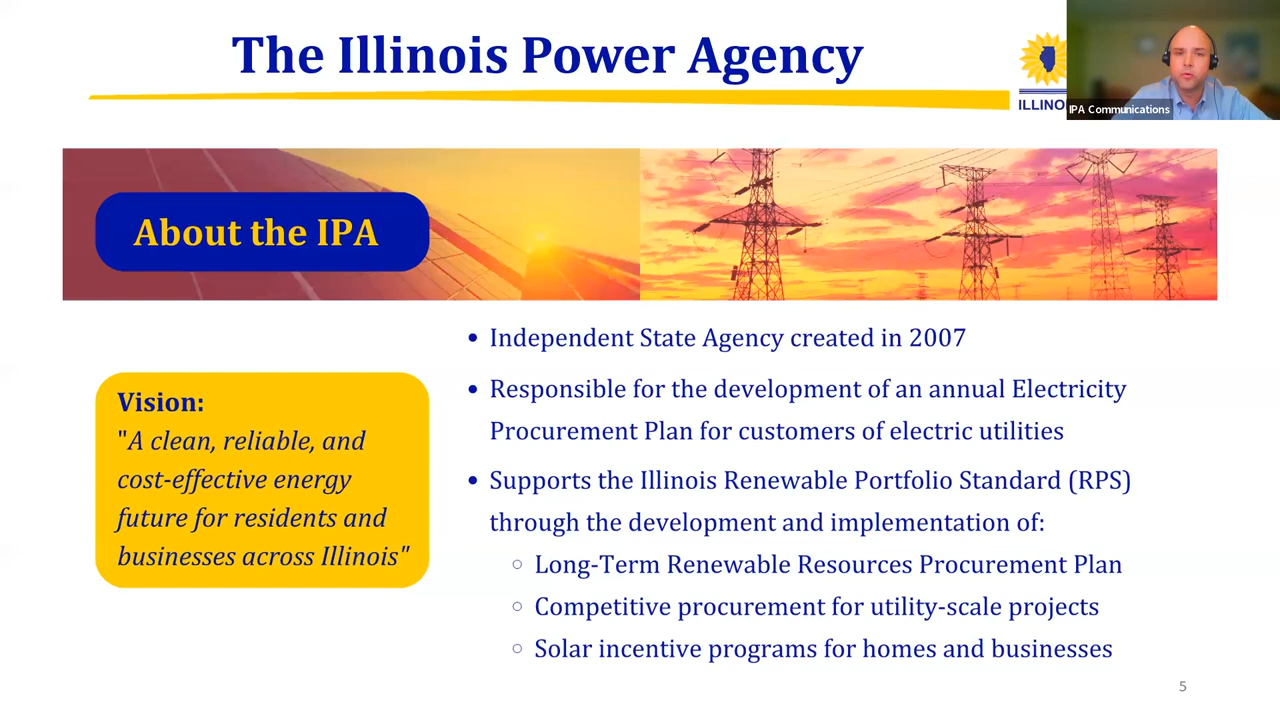 The Illinois Power Agency
ILLINO
IPA Communications
About the IPA
Vision:
"A clean, reliable, and
cost-effective energy
future for residents and
businesses across Illinois"
• Independent State Agency created in 2007
• Responsible for the development of an annual Electricity
Procurement Plan for customers of electric utilities
• Supports the Illinois Renewable Portfolio Standard (RPS)
through the development and implementation of:
○ Long-Term Renewable Resources Procurement Plan
○ Competitive procurement for utility-scale projects
○ Solar incentive programs for homes and businesses
5